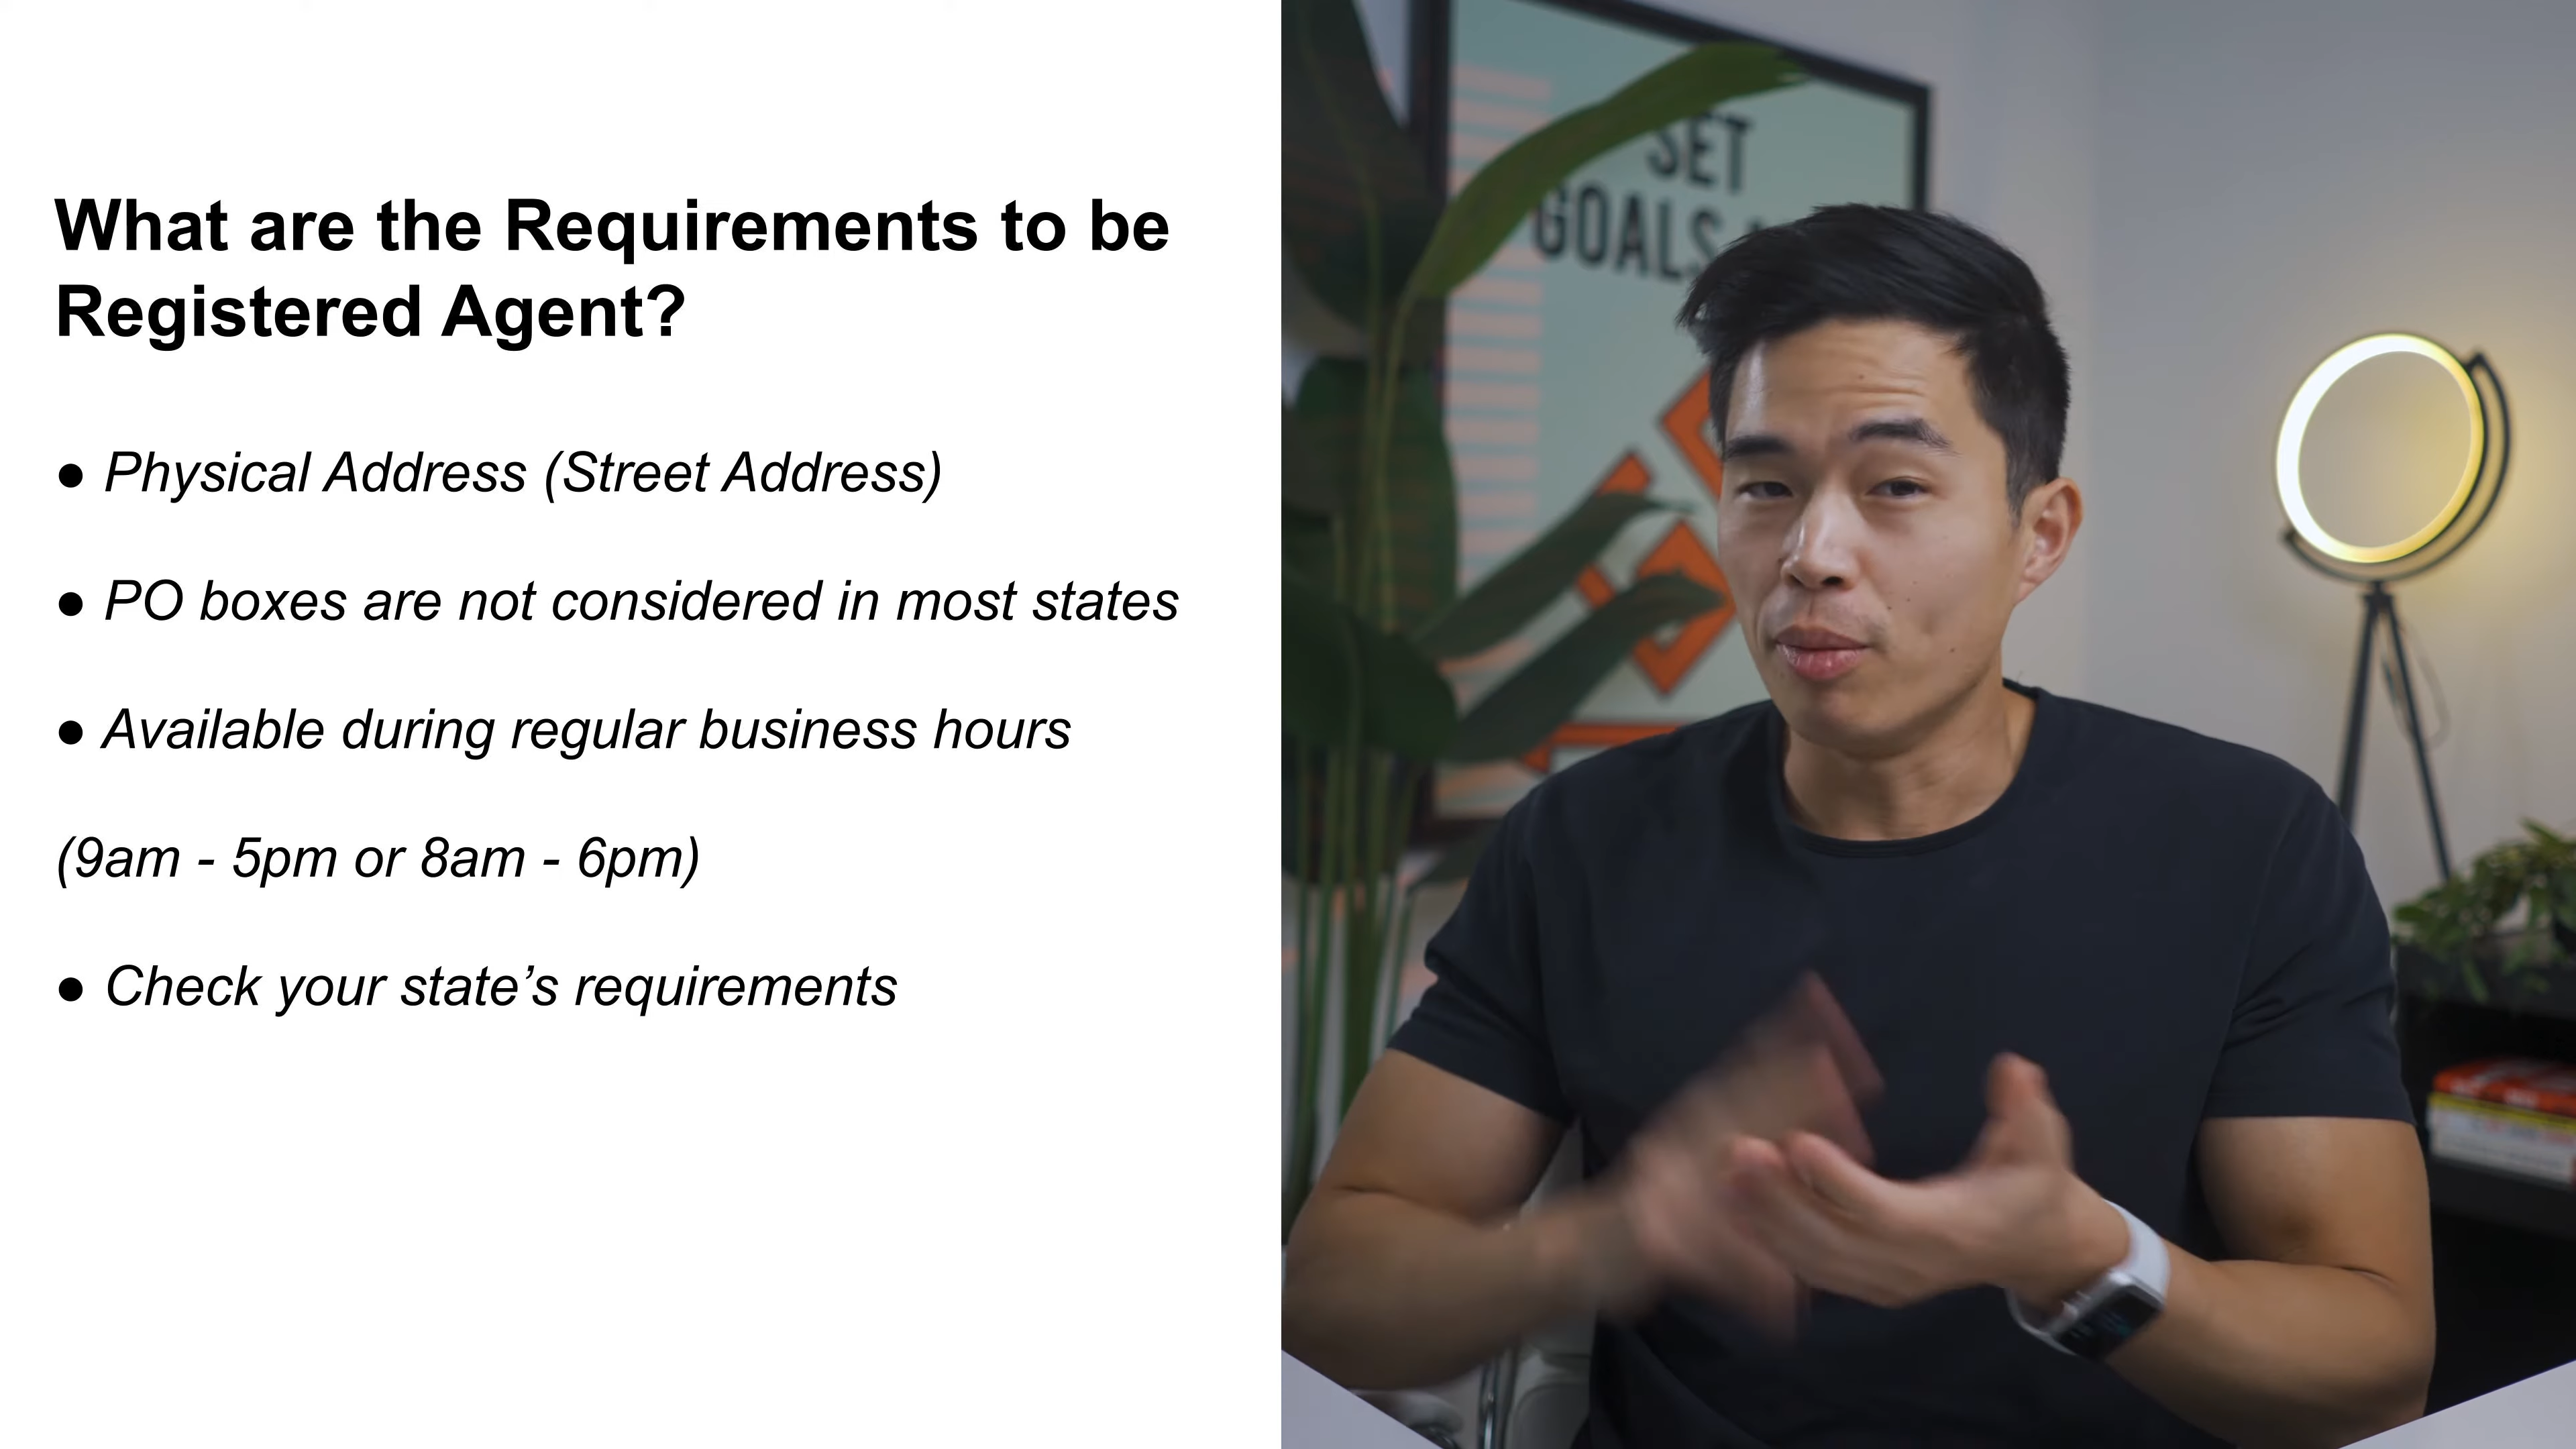 What are the Requirements to be
Registered Agent?
● Physical Address (Street Address)
● PO boxes are not considered in most states
● Available during regular business hours
(9am - 5pm or 8am - 6pm)
● Check your state’s requirements
SET
GOALS